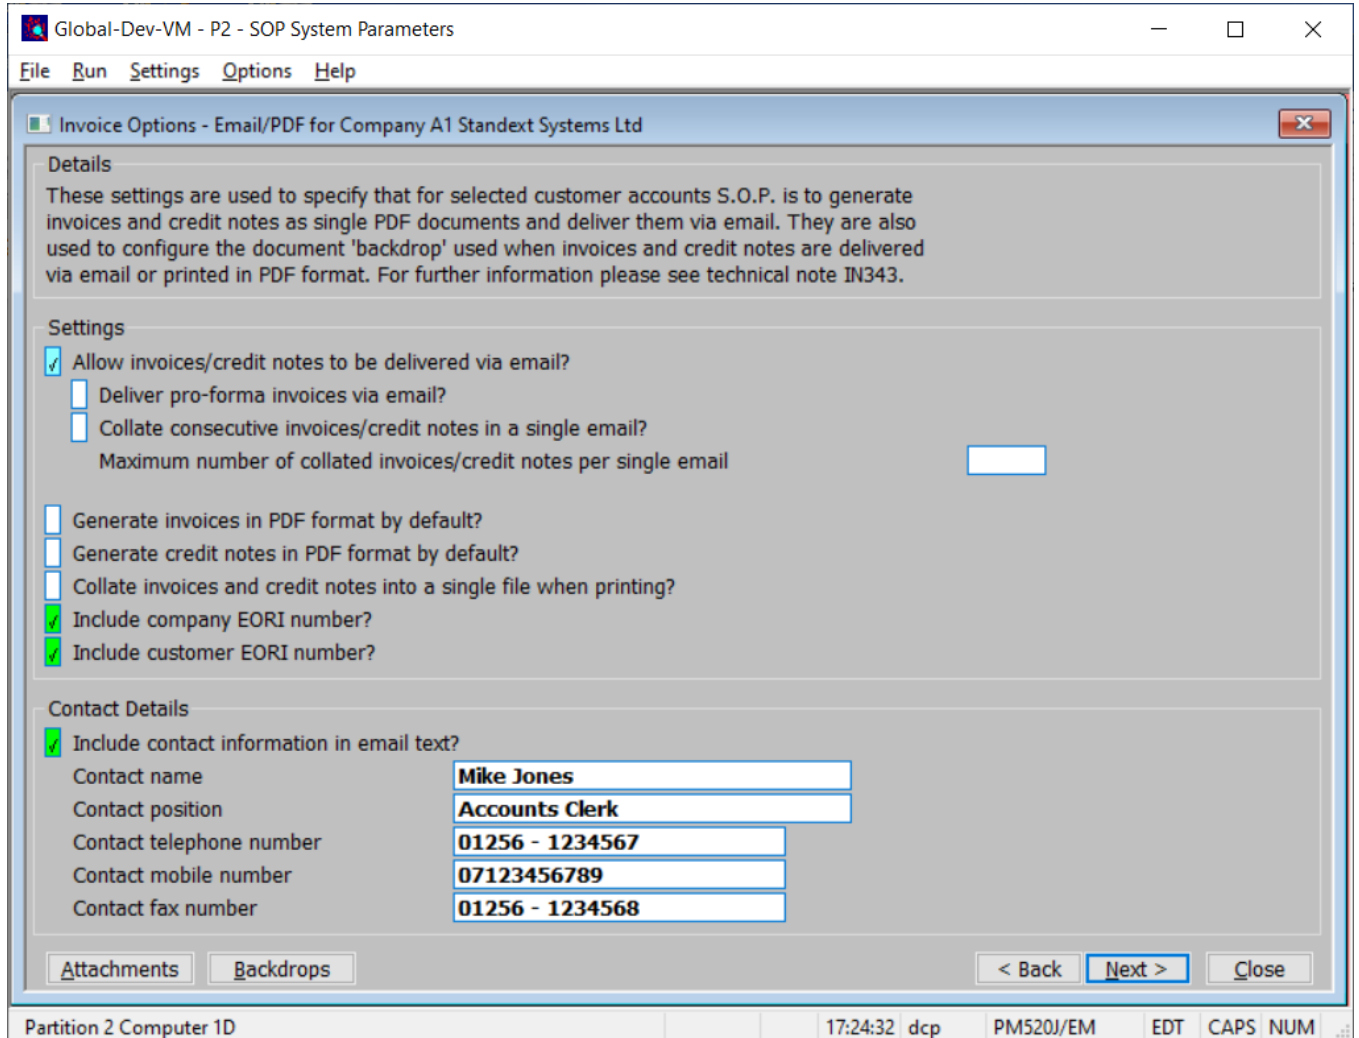 Global-Dev-VM - P2 - SOP System Parameters
File Run Settings Options Help
Invoice Options - Email/PDF for Company A1 Standext Systems Ltd
Details
These settings are used to specify that for selected customer accounts S.O.P. is to generate
invoices and credit notes as single PDF documents and deliver them via email. They are also
used to configure the document 'backdrop' used when invoices and credit notes are delivered
via email or printed in PDF format. For further information please see technical note IN343.
Settings
Allow invoices/credit notes to be delivered via email?
Deliver pro-forma invoices via email?
Collate consecutive invoices/credit notes in a single email?
Maximum number of collated invoices/credit notes per single email
Generate invoices in PDF format by default?
Generate credit notes in PDF format by default?
Collate invoices and credit notes into a single file when printing?
Include company EORI number?
Include customer EORI number?
Contact Details
Include contact information in email text?
Contact name Mike Jones
Contact position Accounts Clerk
Contact telephone number 01256 - 1234567
Contact mobile number 07123456789
Contact fax number 01256 - 1234568
Attachments Backdrops < Back Next > Close
Partition 2 Computer 1D 17:24:32 dcp PM520J/EM EDT CAPS NUM